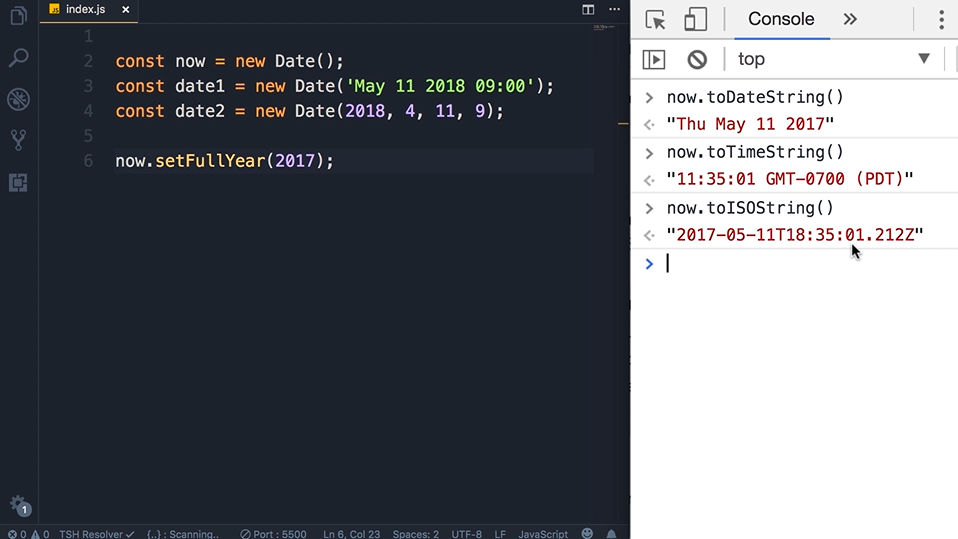 index.js ×
1
2 const now = new Date();
3 const date1 = new Date('May 11 2018 09:00');
4 const date2 = new Date(2018, 4, 11, 9);
5
6 now.setFullYear(2017);
1
0 0 TSH Resolver {..} : Scanning.. Port : 5500 Ln 6, Col 23 Spaces: 2 UTF-8 LF JavaScript
Console
top
now.toDateString()
"Thu May 11 2017"
now.toTimeString()
"11:35:01 GMT-0700 (PDT)"
now.toISOString()
"2017-05-11T18:35:01.212Z"